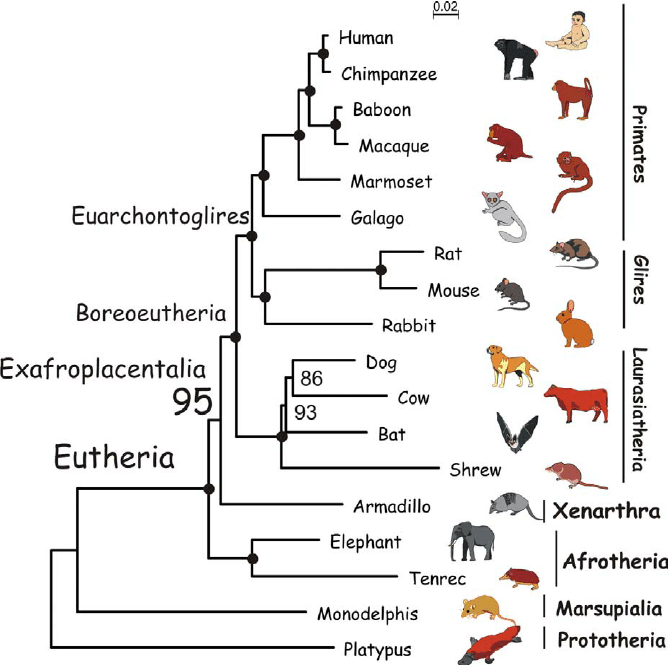 0.02
Human
Chimpanzee
Baboon
Macaque
Marmoset
Galago
Primates
Euarchontoglires
Rat
Mouse
Rabbit
Glires
Boreoeutheria
Exafroplacentalia
95
Dog
86
Cow
93
Bat
Shrew
Laurasiatheria
Eutheria
Armadillo
Xenarthra
Elephant
Tenrec
Afrotheria
Monodelphis
Marsupialia
Platypus
Prototheria